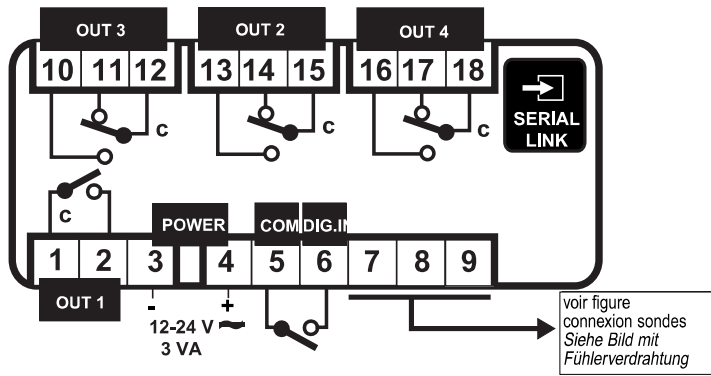 OUT 3 OUT 2 OUT 4
10 11 12 13 14 15 16 17 18
c c c
SERIAL
LINK
c
POWER COM DIG.IN
1 2 3 4 5 6 7 8 9
OUT 1
- +
12-24 V
3 VA
voir figure
connexion sondes
Siehe Bild mit
Fühlerverdrahtung